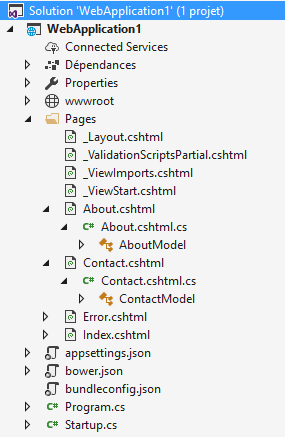 Solution 'WebApplication1' (1 projet)
WebApplication1
Connected Services
Dépendances
Properties
wwwroot
Pages
_Layout.cshtml
_ValidationScriptsPartial.cshtml
_ViewImports.cshtml
_ViewStart.cshtml
About.cshtml
C# About.cshtml.cs
AboutModel
Contact.cshtml
C# Contact.cshtml.cs
ContactModel
Error.cshtml
Index.cshtml
appsettings.json
bower.json
bundleconfig.json
C# Program.cs
C# Startup.cs